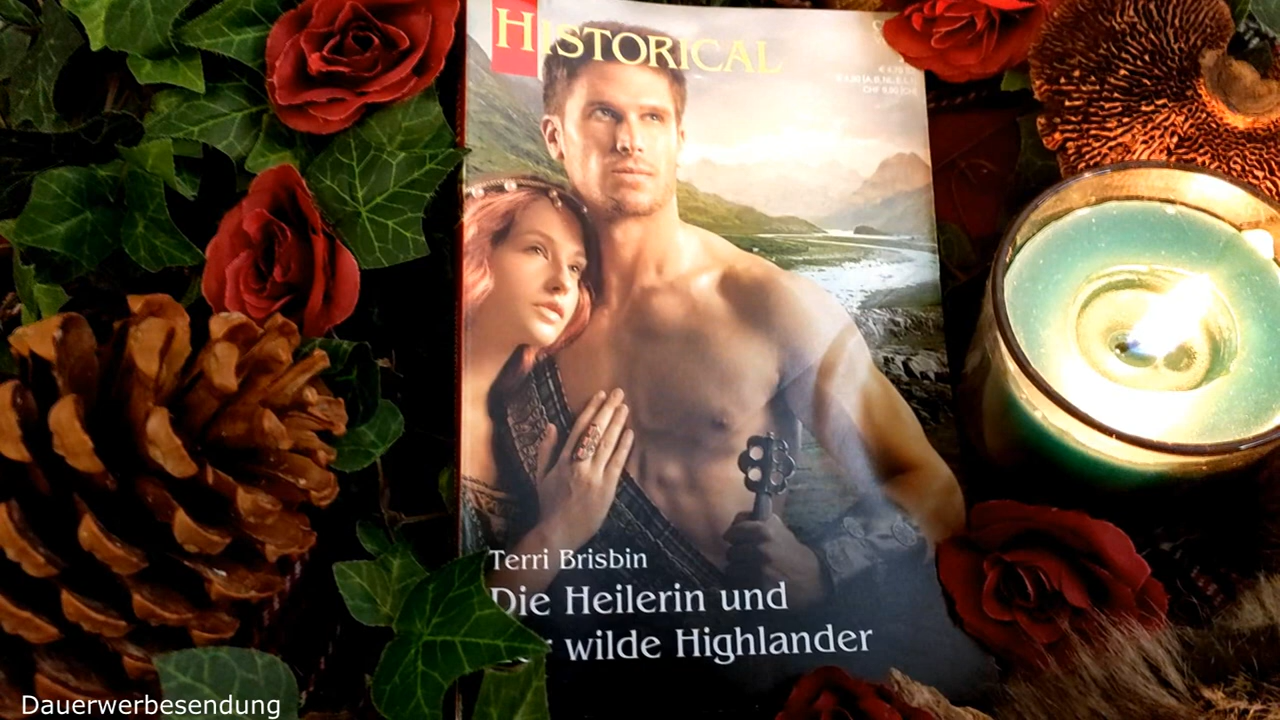 HISTORICAL
Terri Brisbin
Die Heilerin und
wilde Highlander
Dauerwerbesendung